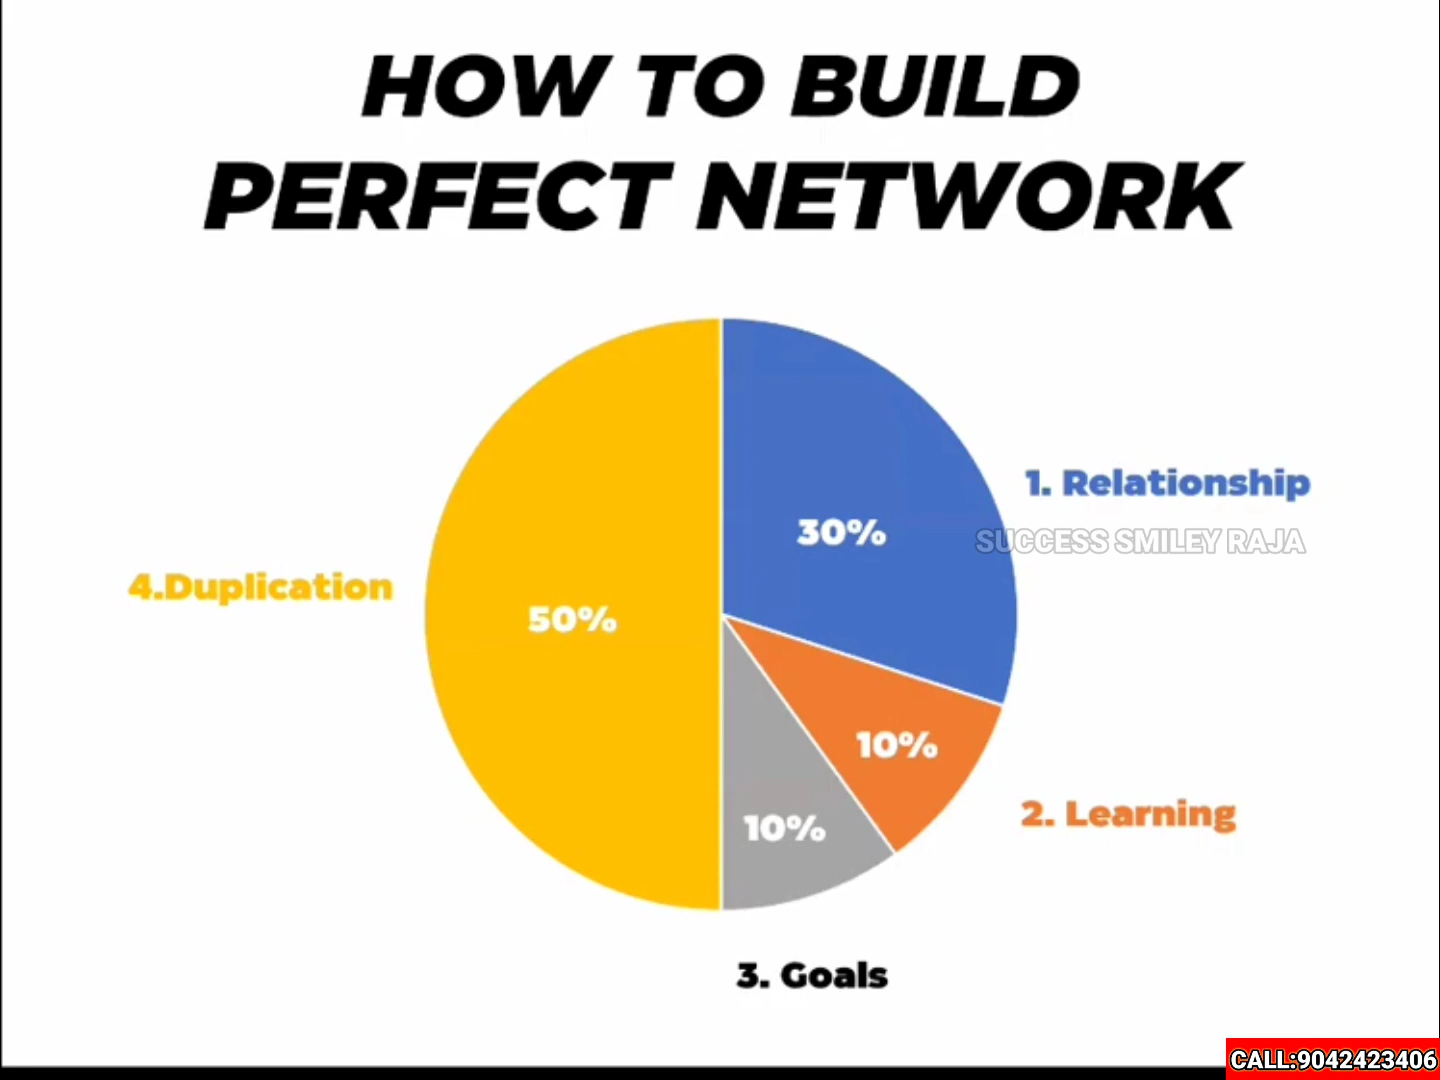 HOW TO BUILD
PERFECT NETWORK
1. Relationship
30%
SUCCESS SMILEY RAJA
4.Duplication
50%
10%
2. Learning
10%
3. Goals
CALL:9042423406